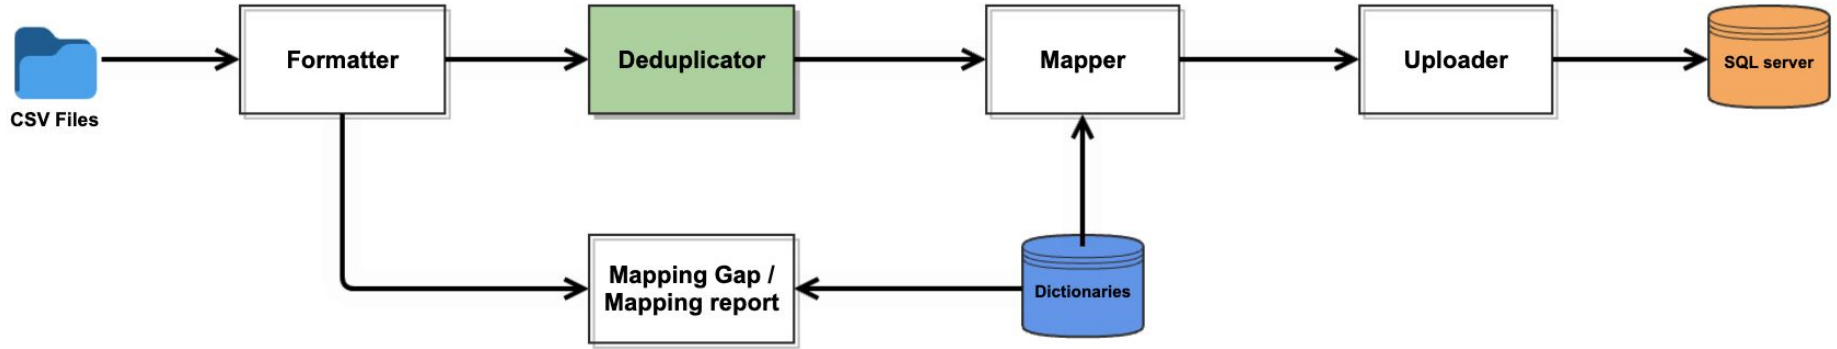 Formatter
Deduplicator
Mapper
Uploader
SQL server
CSV Files
Mapping Gap /
Mapping report
Dictionaries